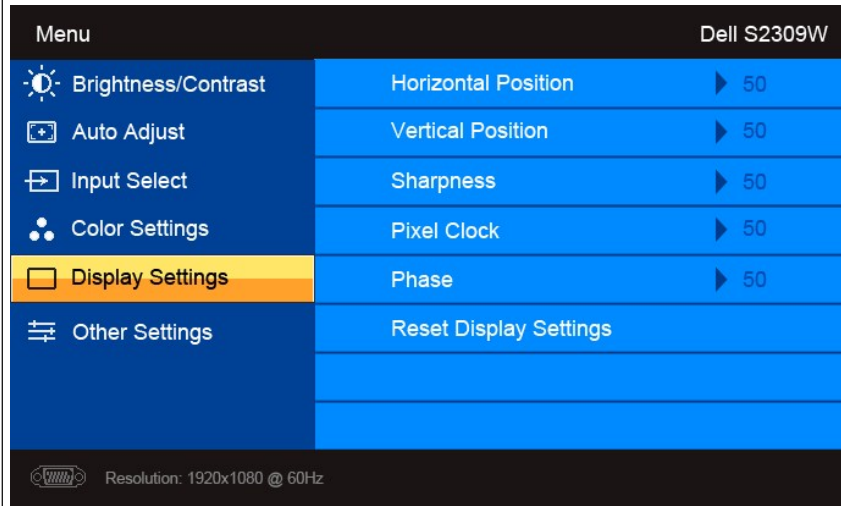 Menu Dell S2309W
Brightness/Contrast Horizontal Position 50
Auto Adjust Vertical Position 50
Input Select Sharpness 50
Color Settings Pixel Clock 50
Display Settings Phase 50
Other Settings Reset Display Settings
Resolution: 1920x1080 @ 60Hz